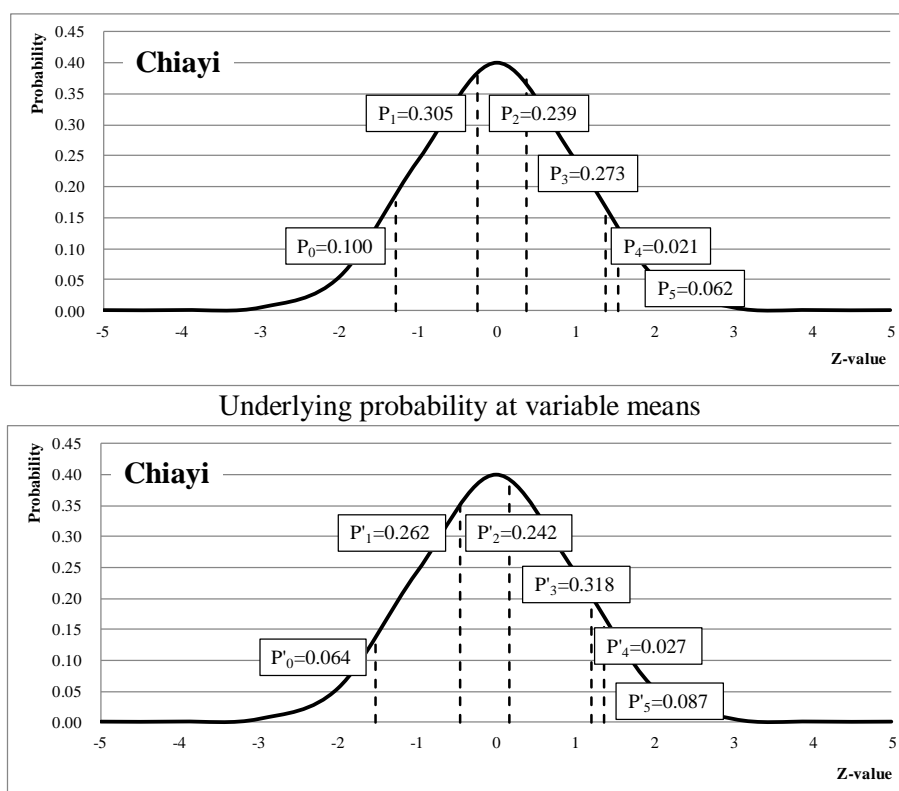 Chiayi
Probability
0.45
0.40
0.35
0.30
0.25
0.20
0.15
0.10
0.05
0.00
P₁=0.305
P₂=0.239
P₃=0.273
P₀=0.100
P₄=0.021
P₅=0.062
-5 -4 -3 -2 -1 0 1 2 3 4 5
Z-value
Underlying probability at variable means
Chiayi
Probability
0.45
0.40
0.35
0.30
0.25
0.20
0.15
0.10
0.05
0.00
P'₁=0.262
P'₂=0.242
P'₃=0.318
P'₀=0.064
P'₄=0.027
P'₅=0.087
-5 -4 -3 -2 -1 0 1 2 3 4 5
Z-value